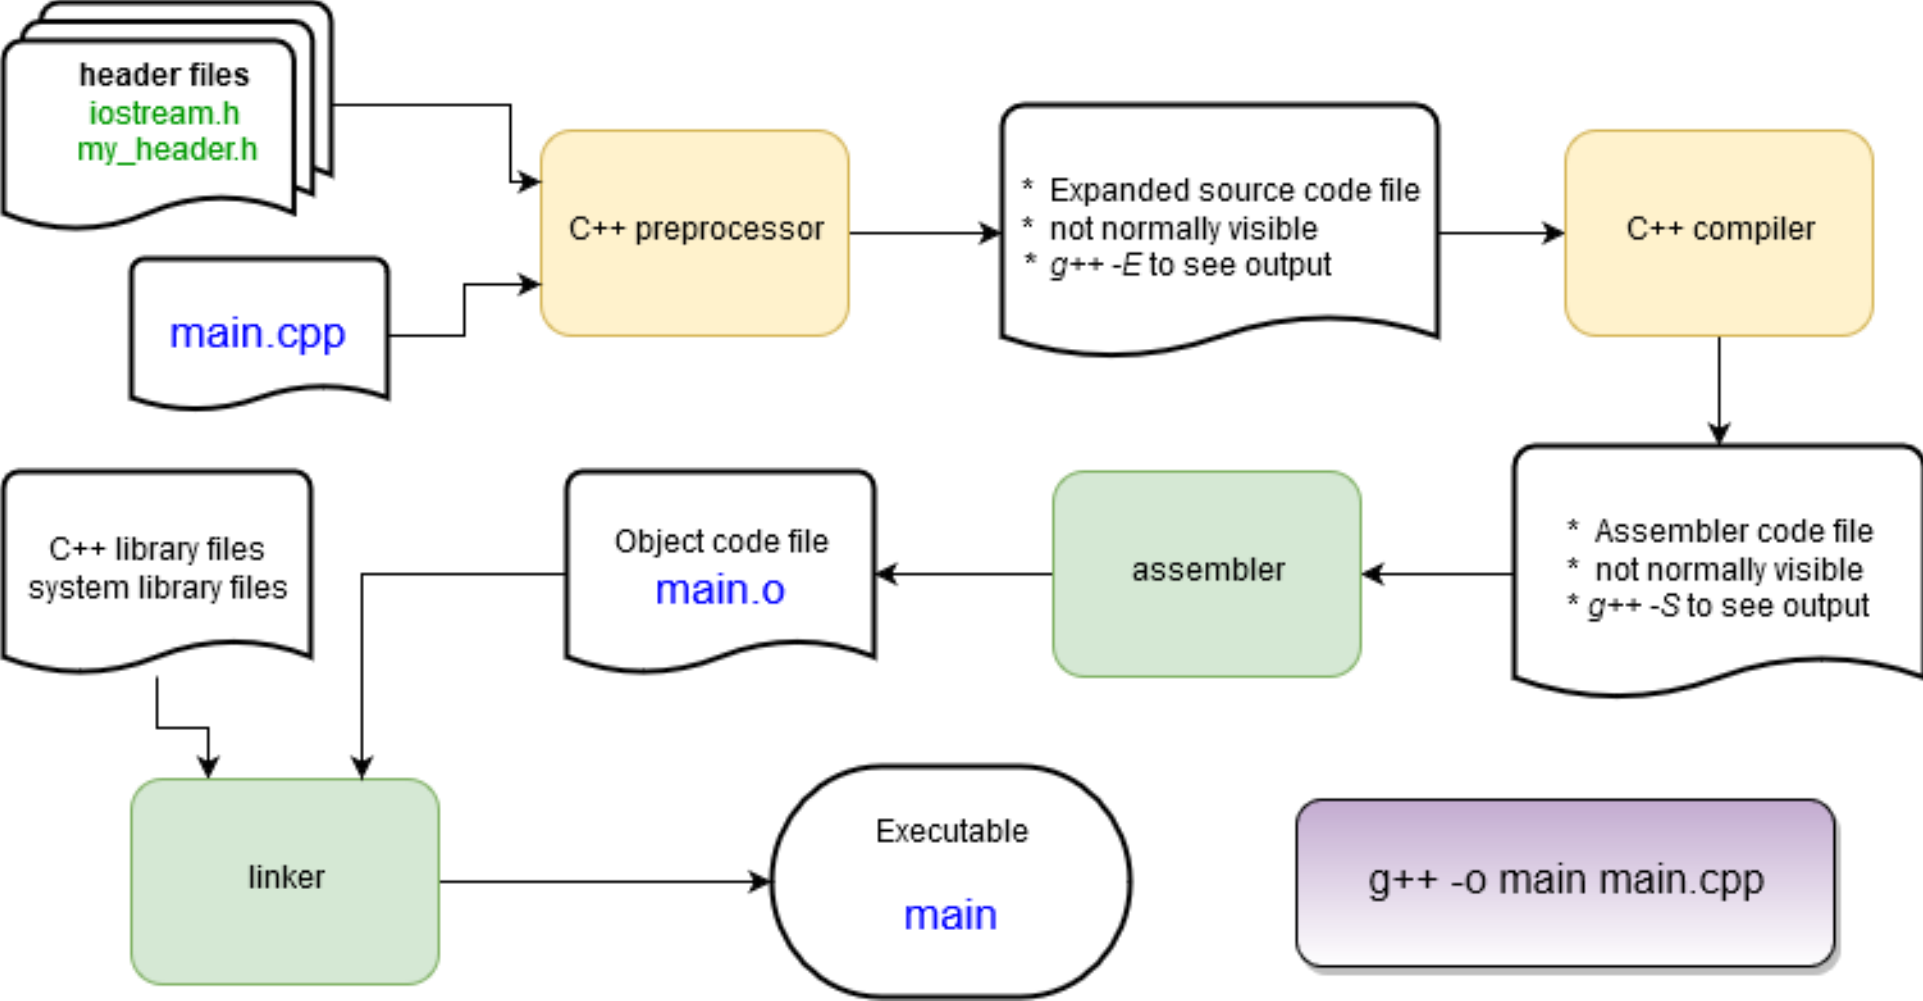 header files
iostream.h
my_header.h
C++ preprocessor
* Expanded source code file
* not normally visible
* g++ -E to see output
C++ compiler
main.cpp
C++ library files
system library files
Object code file
main.o
assembler
* Assembler code file
* not normally visible
* g++ -S to see output
linker
Executable
main
g++ -o main main.cpp